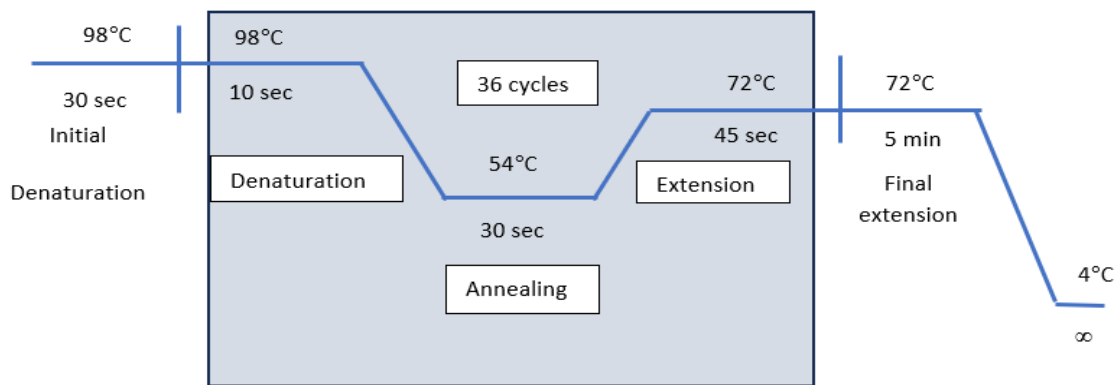 98°C
30 sec
Initial
Denaturation
98°C
10 sec
Denaturation
36 cycles
54°C
30 sec
Annealing
72°C
45 sec
Extension
72°C
5 min
Final
extension
4°C
∞